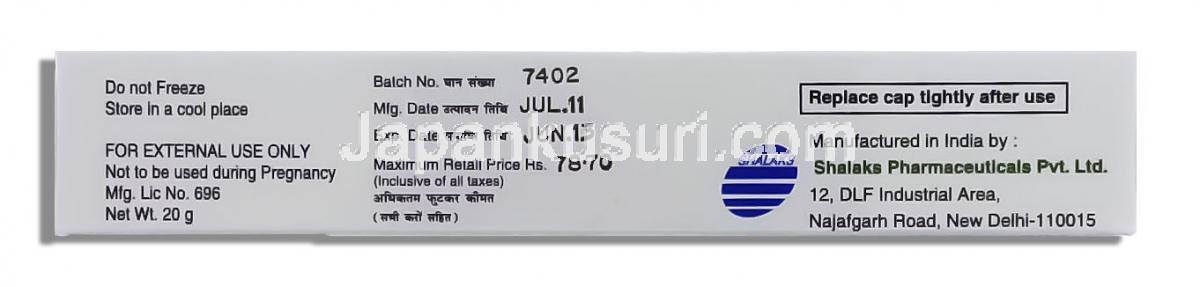 Do not Freeze
Store in a cool place
FOR EXTERNAL USE ONLY
Not to be used during Pregnancy
Mfg. Lic No. 696
Net Wt. 20 g
Batch No. घान संख्या 7402
Mfg. Date उत्पादन तिथि JUL.11
Exp. Date तिथि JUN.13
Maximum Retail Price Rs. 78.70
(Inclusive of all taxes)
अधिकतम फुटकर कीमत
(सभी करों सहित)
Japankusuri.com
SHALAKS
Replace cap tightly after use
Manufactured in India by :
Shalaks Pharmaceuticals Pvt. Ltd.
12, DLF Industrial Area,
Najafgarh Road, New Delhi-110015